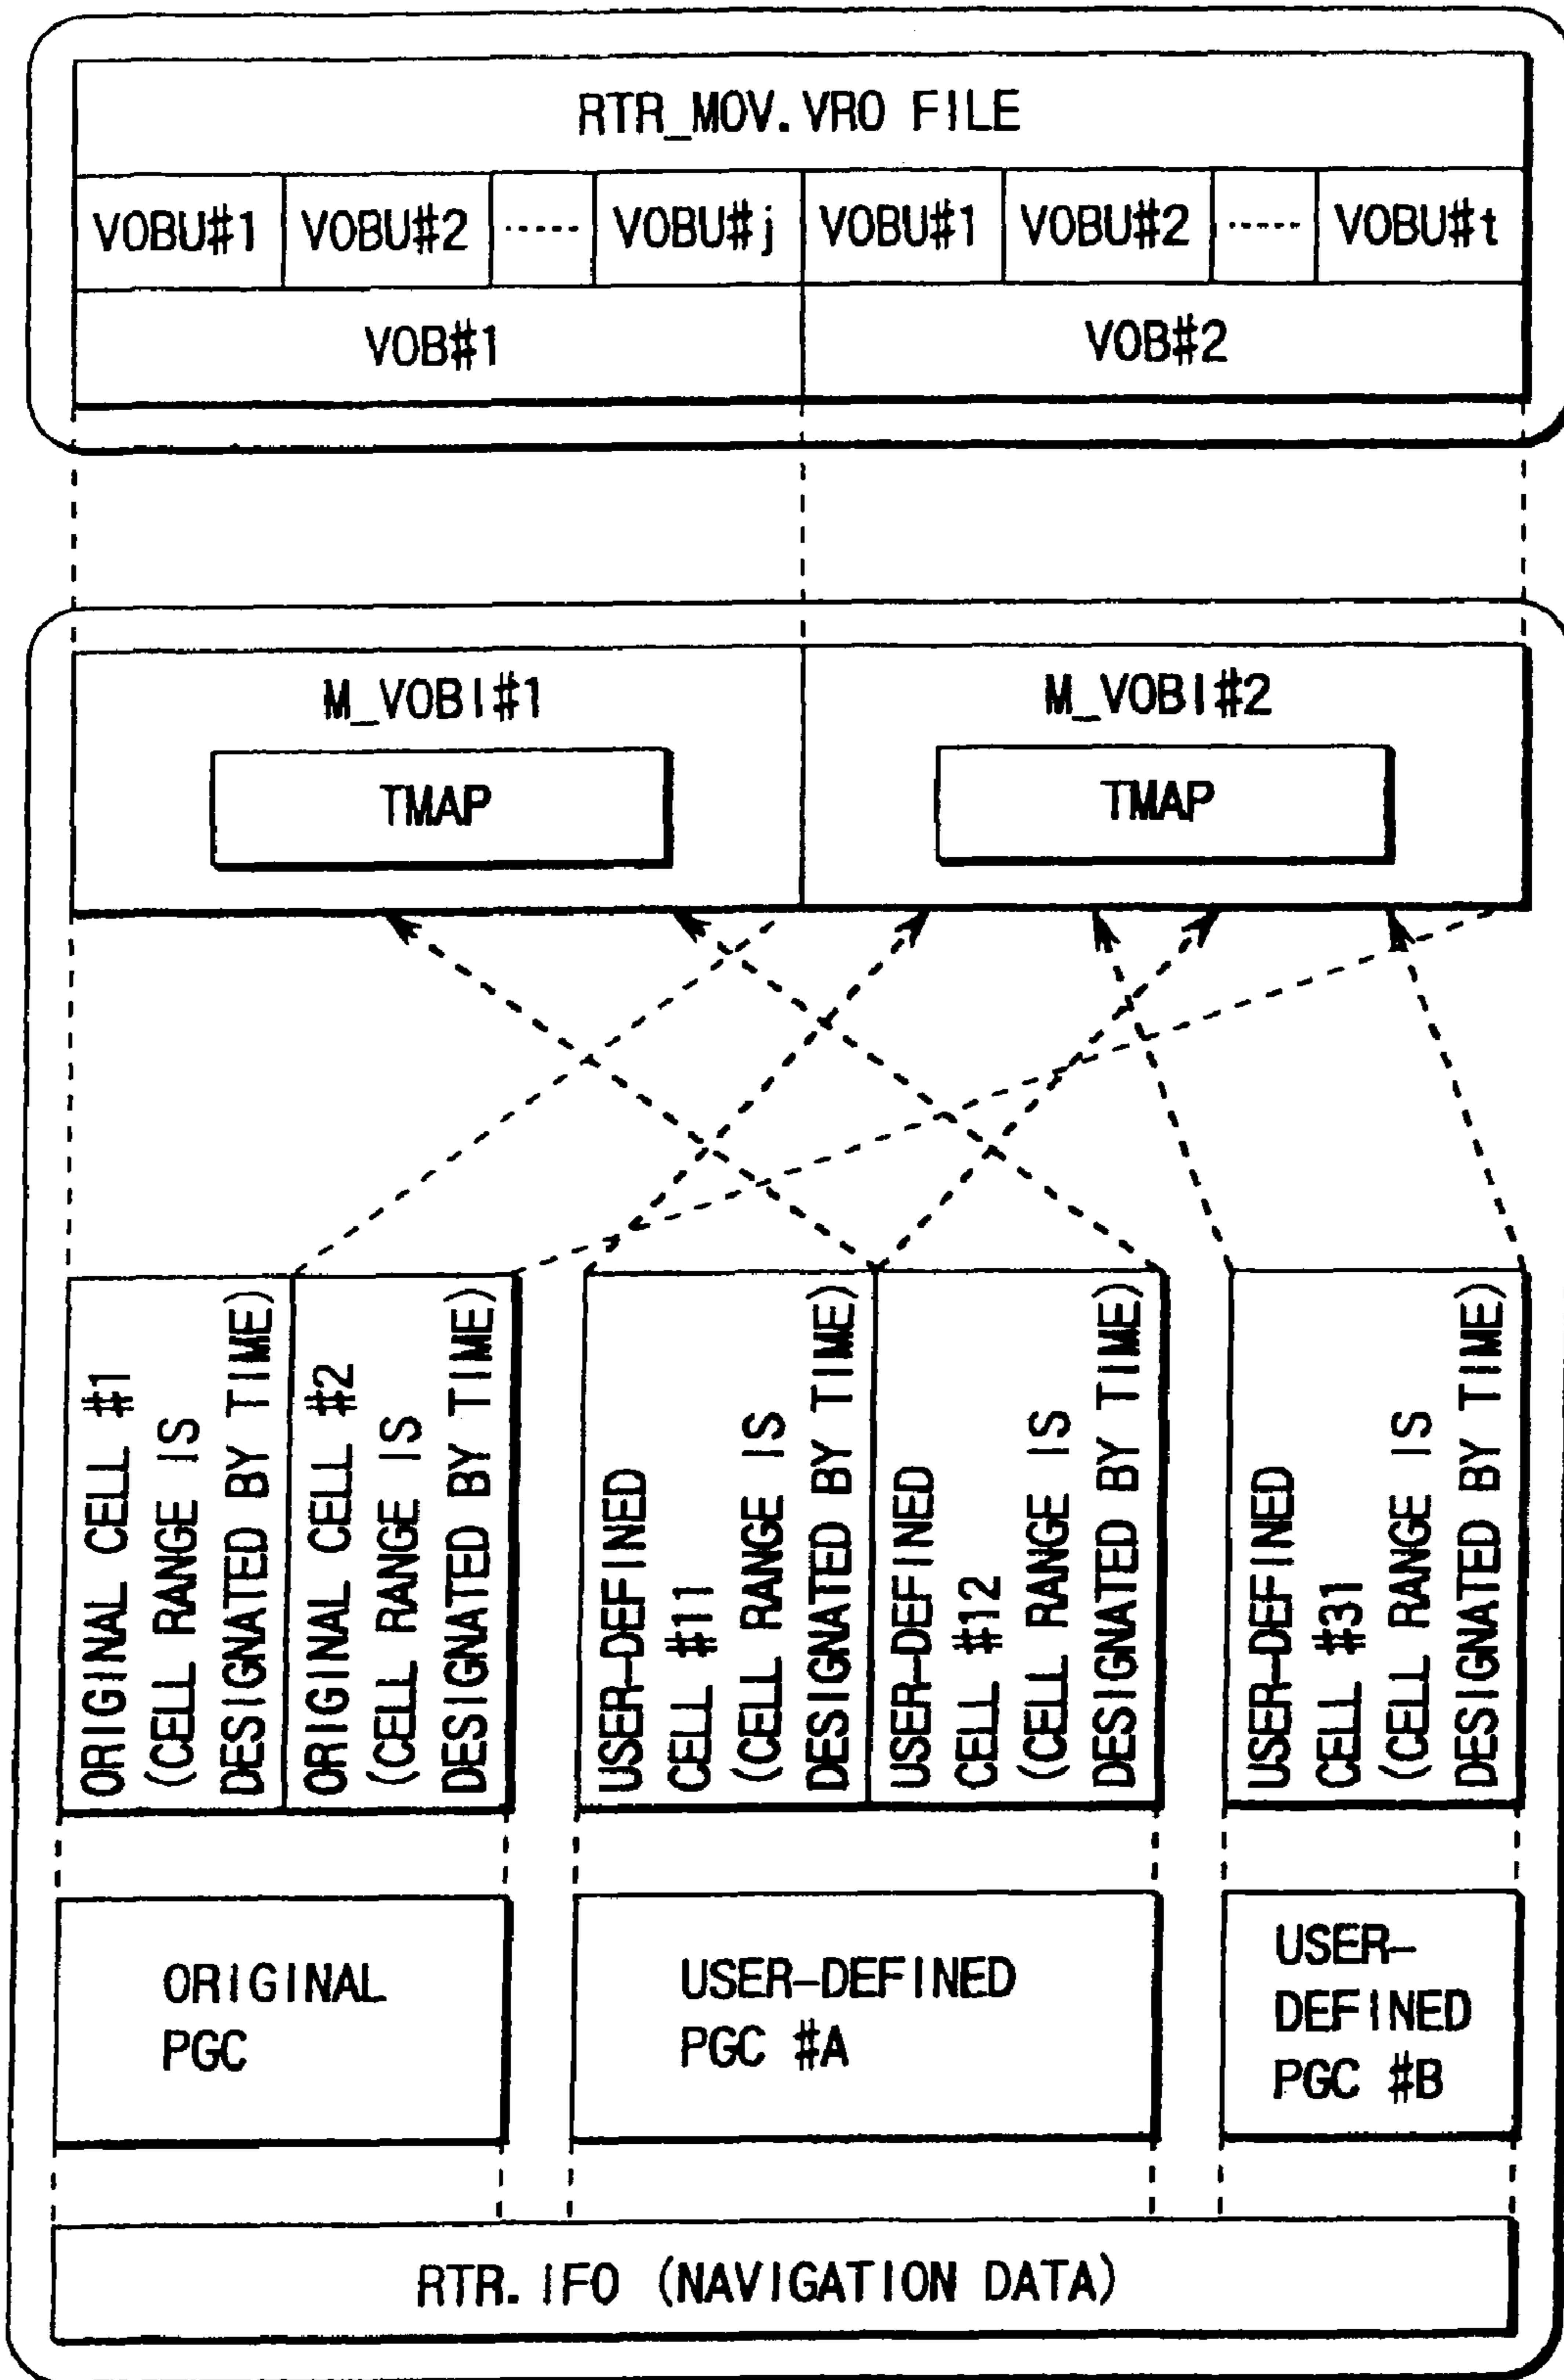 RTR_MOV.VRO FILE
VOBU#1 VOBU#2 ····· VOBU#j VOBU#1 VOBU#2 ····· VOBU#t
VOB#1 VOB#2
M_VOBI#1 M_VOBI#2
TMAP TMAP
ORIGINAL CELL #1
(CELL RANGE IS
DESIGNATED BY TIME)
ORIGINAL CELL #2
(CELL RANGE IS
DESIGNATED BY TIME)
USER-DEFINED
CELL #11
(CELL RANGE IS
DESIGNATED BY TIME)
USER-DEFINED
CELL #12
(CELL RANGE IS
DESIGNATED BY TIME)
USER-DEFINED
CELL #31
(CELL RANGE IS
DESIGNATED BY TIME)
ORIGINAL
PGC
USER-DEFINED
PGC #A
USER-
DEFINED
PGC #B
RTR.IFO (NAVIGATION DATA)